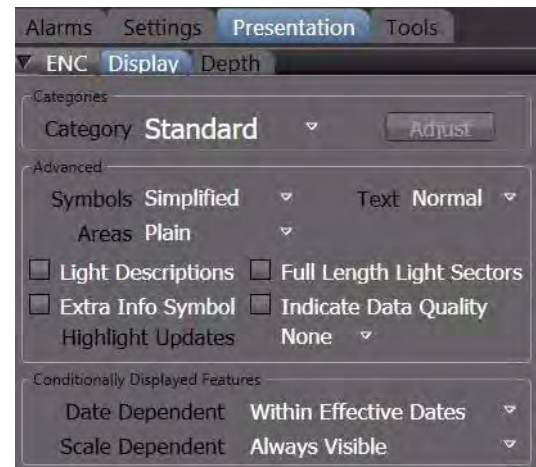 Alarms Settings Presentation Tools
ENC Display Depth
Categories
Category Standard Adjust
Advanced
Symbols Simplified Text Normal
Areas Plain
Light Descriptions Full Length Light Sectors
Extra Info Symbol Indicate Data Quality
Highlight Updates None
Conditionally Displayed Features
Date Dependent Within Effective Dates
Scale Dependent Always Visible